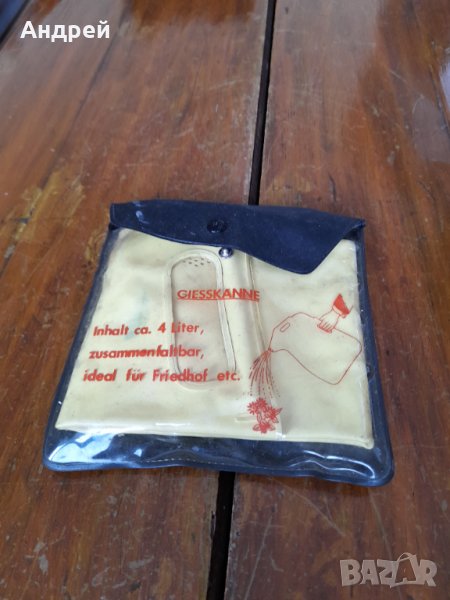 Андрей
GIESSKANNE
Inhalt ca. 4 Liter,
zusammenfaltbar,
ideal für Friedhof etc.
BAZAR